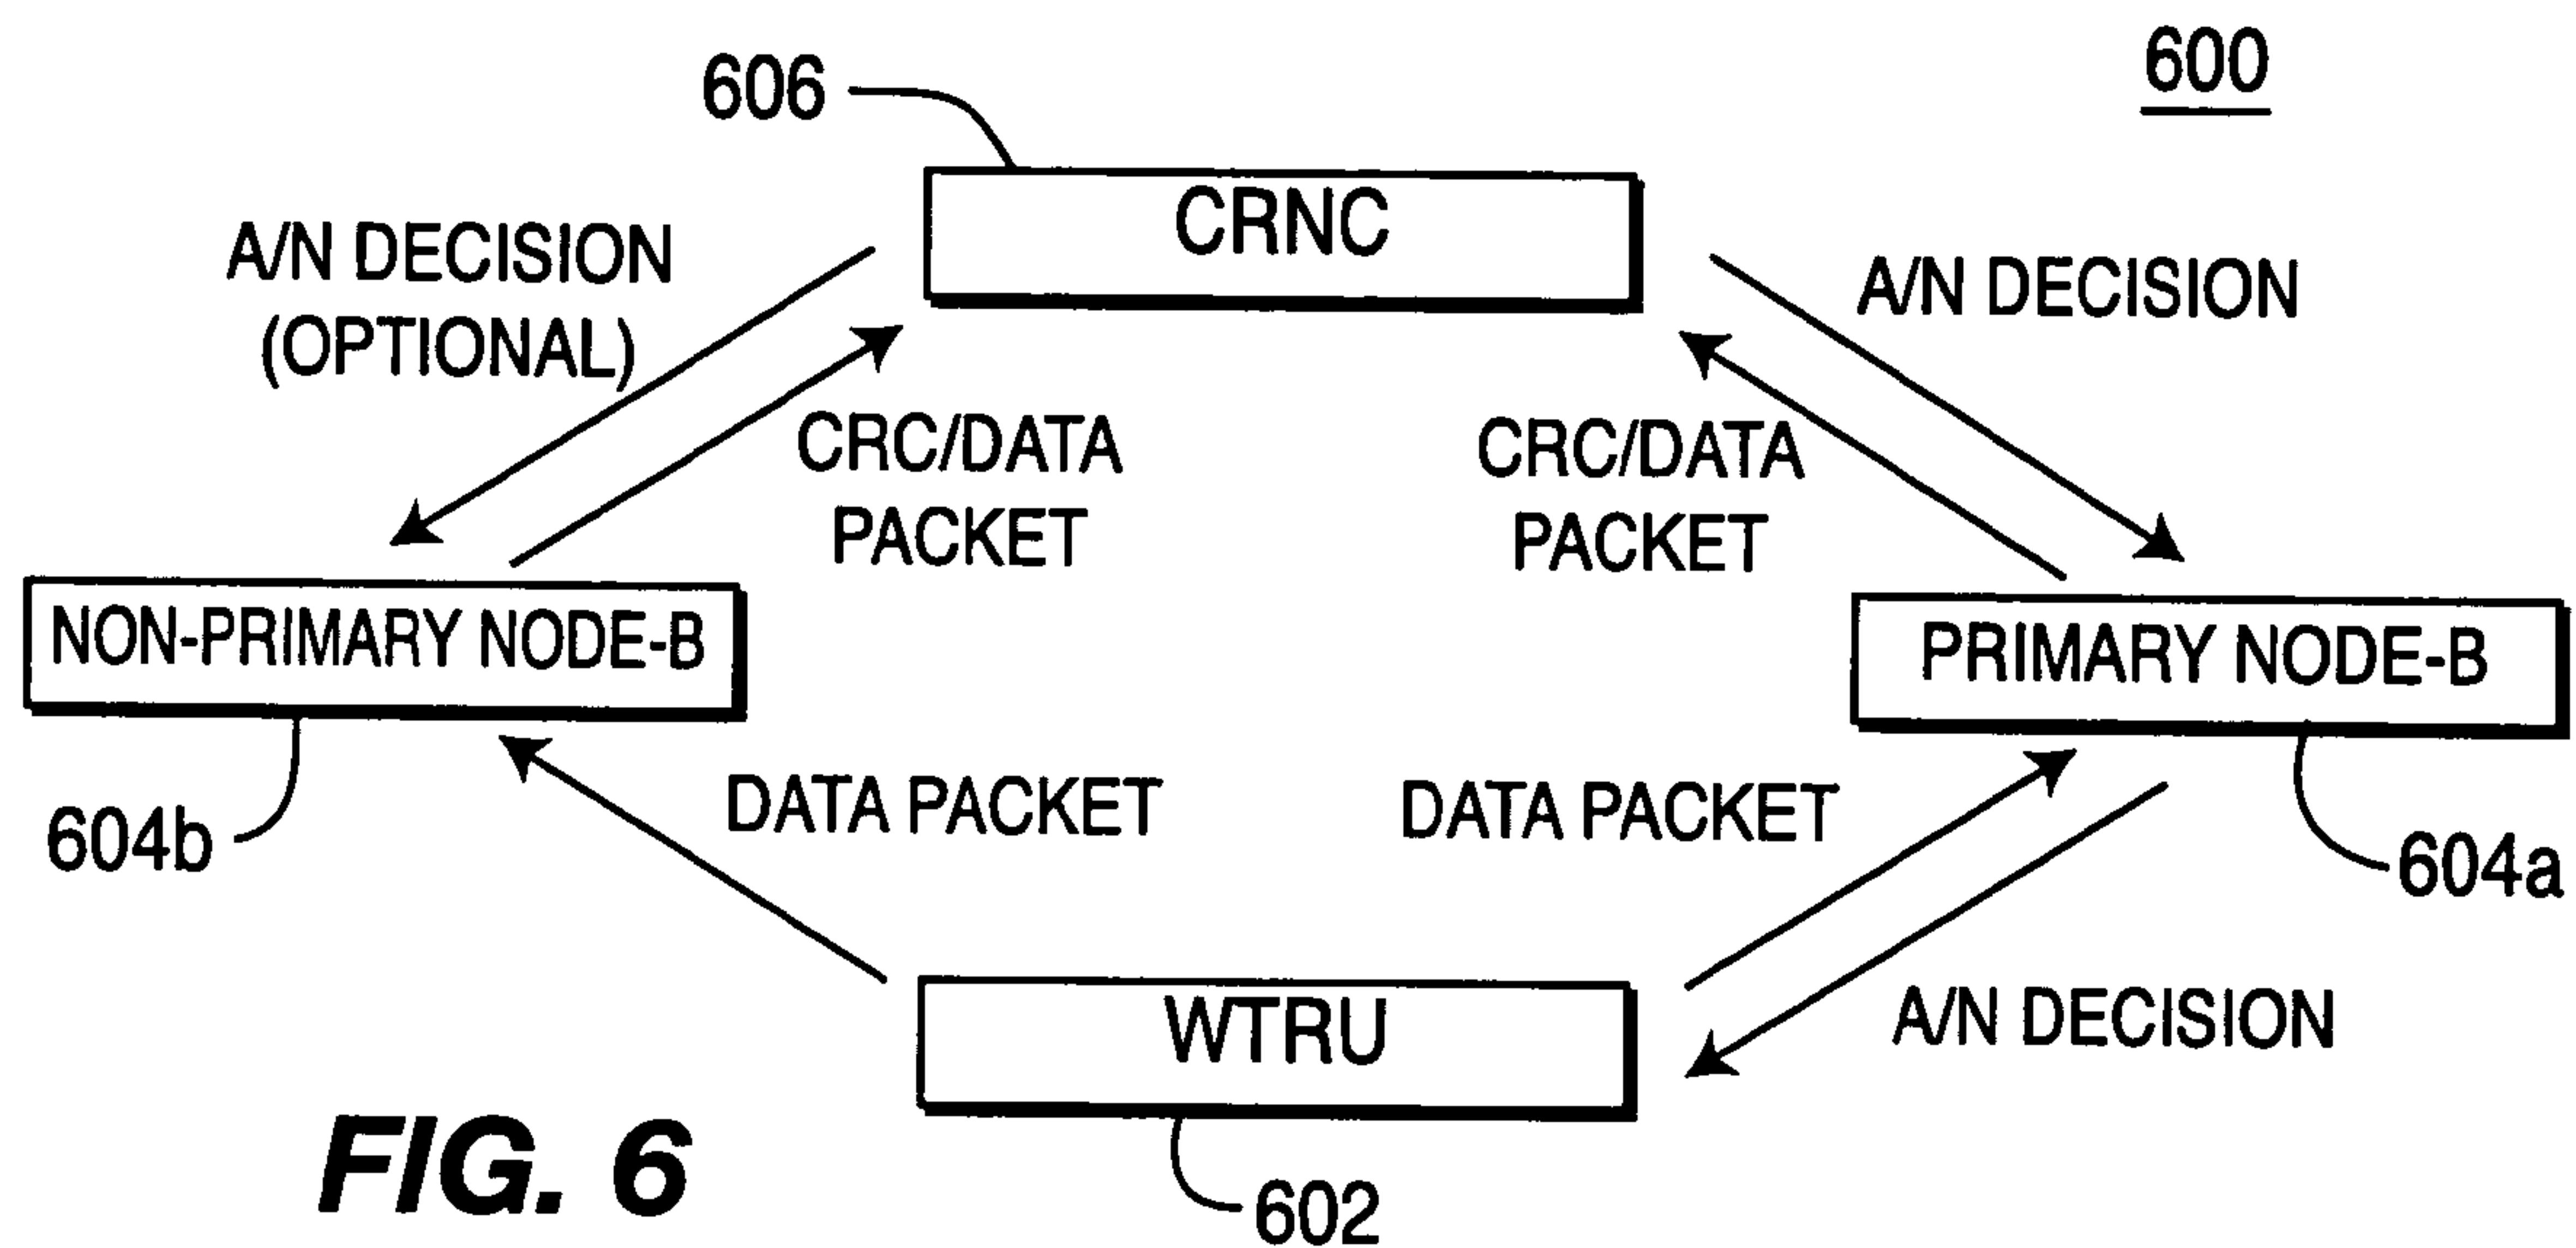 600
606
CRNC
A/N DECISION
(OPTIONAL)
A/N DECISION
CRC/DATA
PACKET
CRC/DATA
PACKET
NON-PRIMARY NODE-B
PRIMARY NODE-B
604b
DATA PACKET
DATA PACKET
604a
WTRU
A/N DECISION
FIG. 6
602